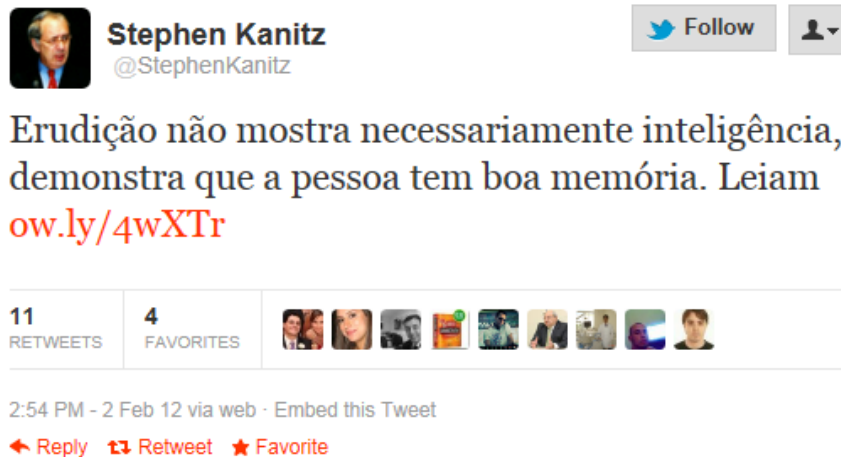 Stephen Kanitz
@StephenKanitz
Follow
Erudição não mostra necessariamente inteligência,
demonstra que a pessoa tem boa memória. Leiam
ow.ly/4wXTr
11
RETWEETS
4
FAVORITES
2:54 PM - 2 Feb 12 via web · Embed this Tweet
Reply Retweet Favorite